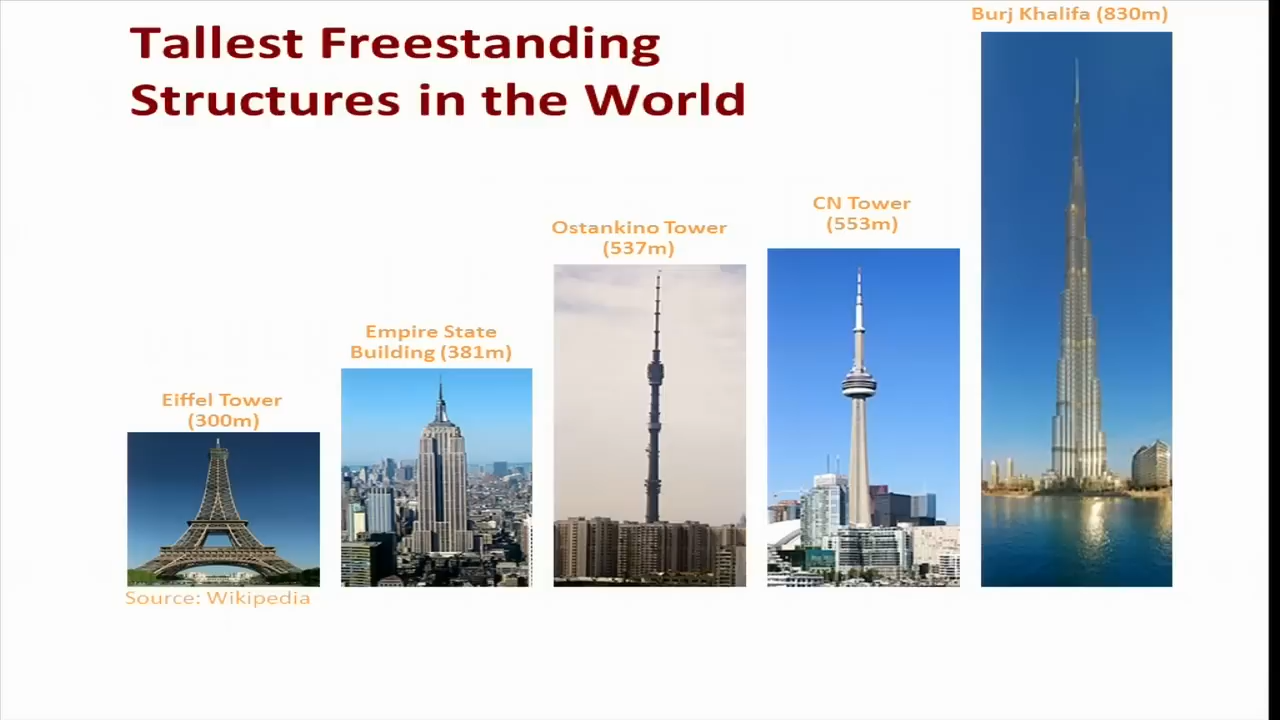 Tallest Freestanding
Structures in the World
Burj Khalifa (830m)
CN Tower
(553m)
Ostankino Tower
(537m)
Empire State
Building (381m)
Eiffel Tower
(300m)
Source: Wikipedia